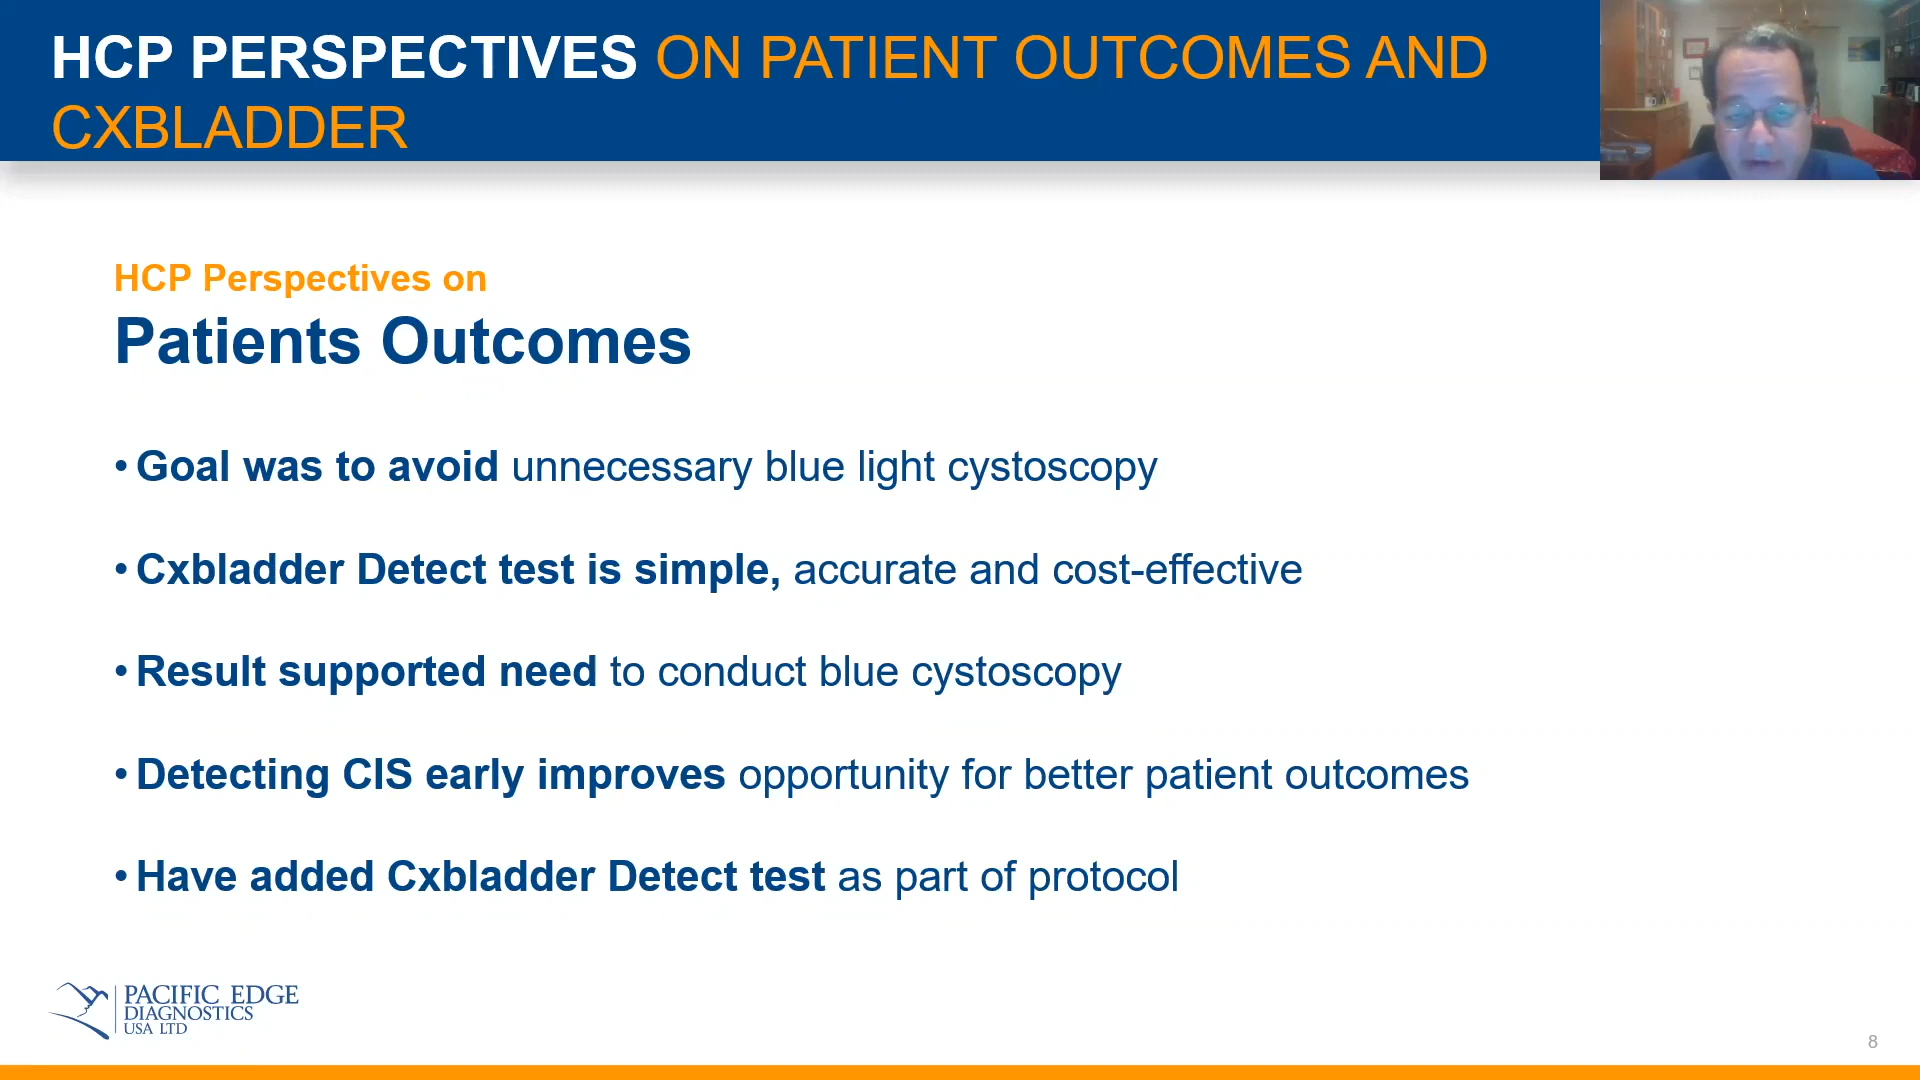 HCP PERSPECTIVES ON PATIENT OUTCOMES AND
CXBLADDER
HCP Perspectives on
Patients Outcomes
• Goal was to avoid unnecessary blue light cystoscopy
• Cxbladder Detect test is simple, accurate and cost-effective
• Result supported need to conduct blue cystoscopy
• Detecting CIS early improves opportunity for better patient outcomes
• Have added Cxbladder Detect test as part of protocol
PACIFIC EDGE
DIAGNOSTICS
USA LTD
8